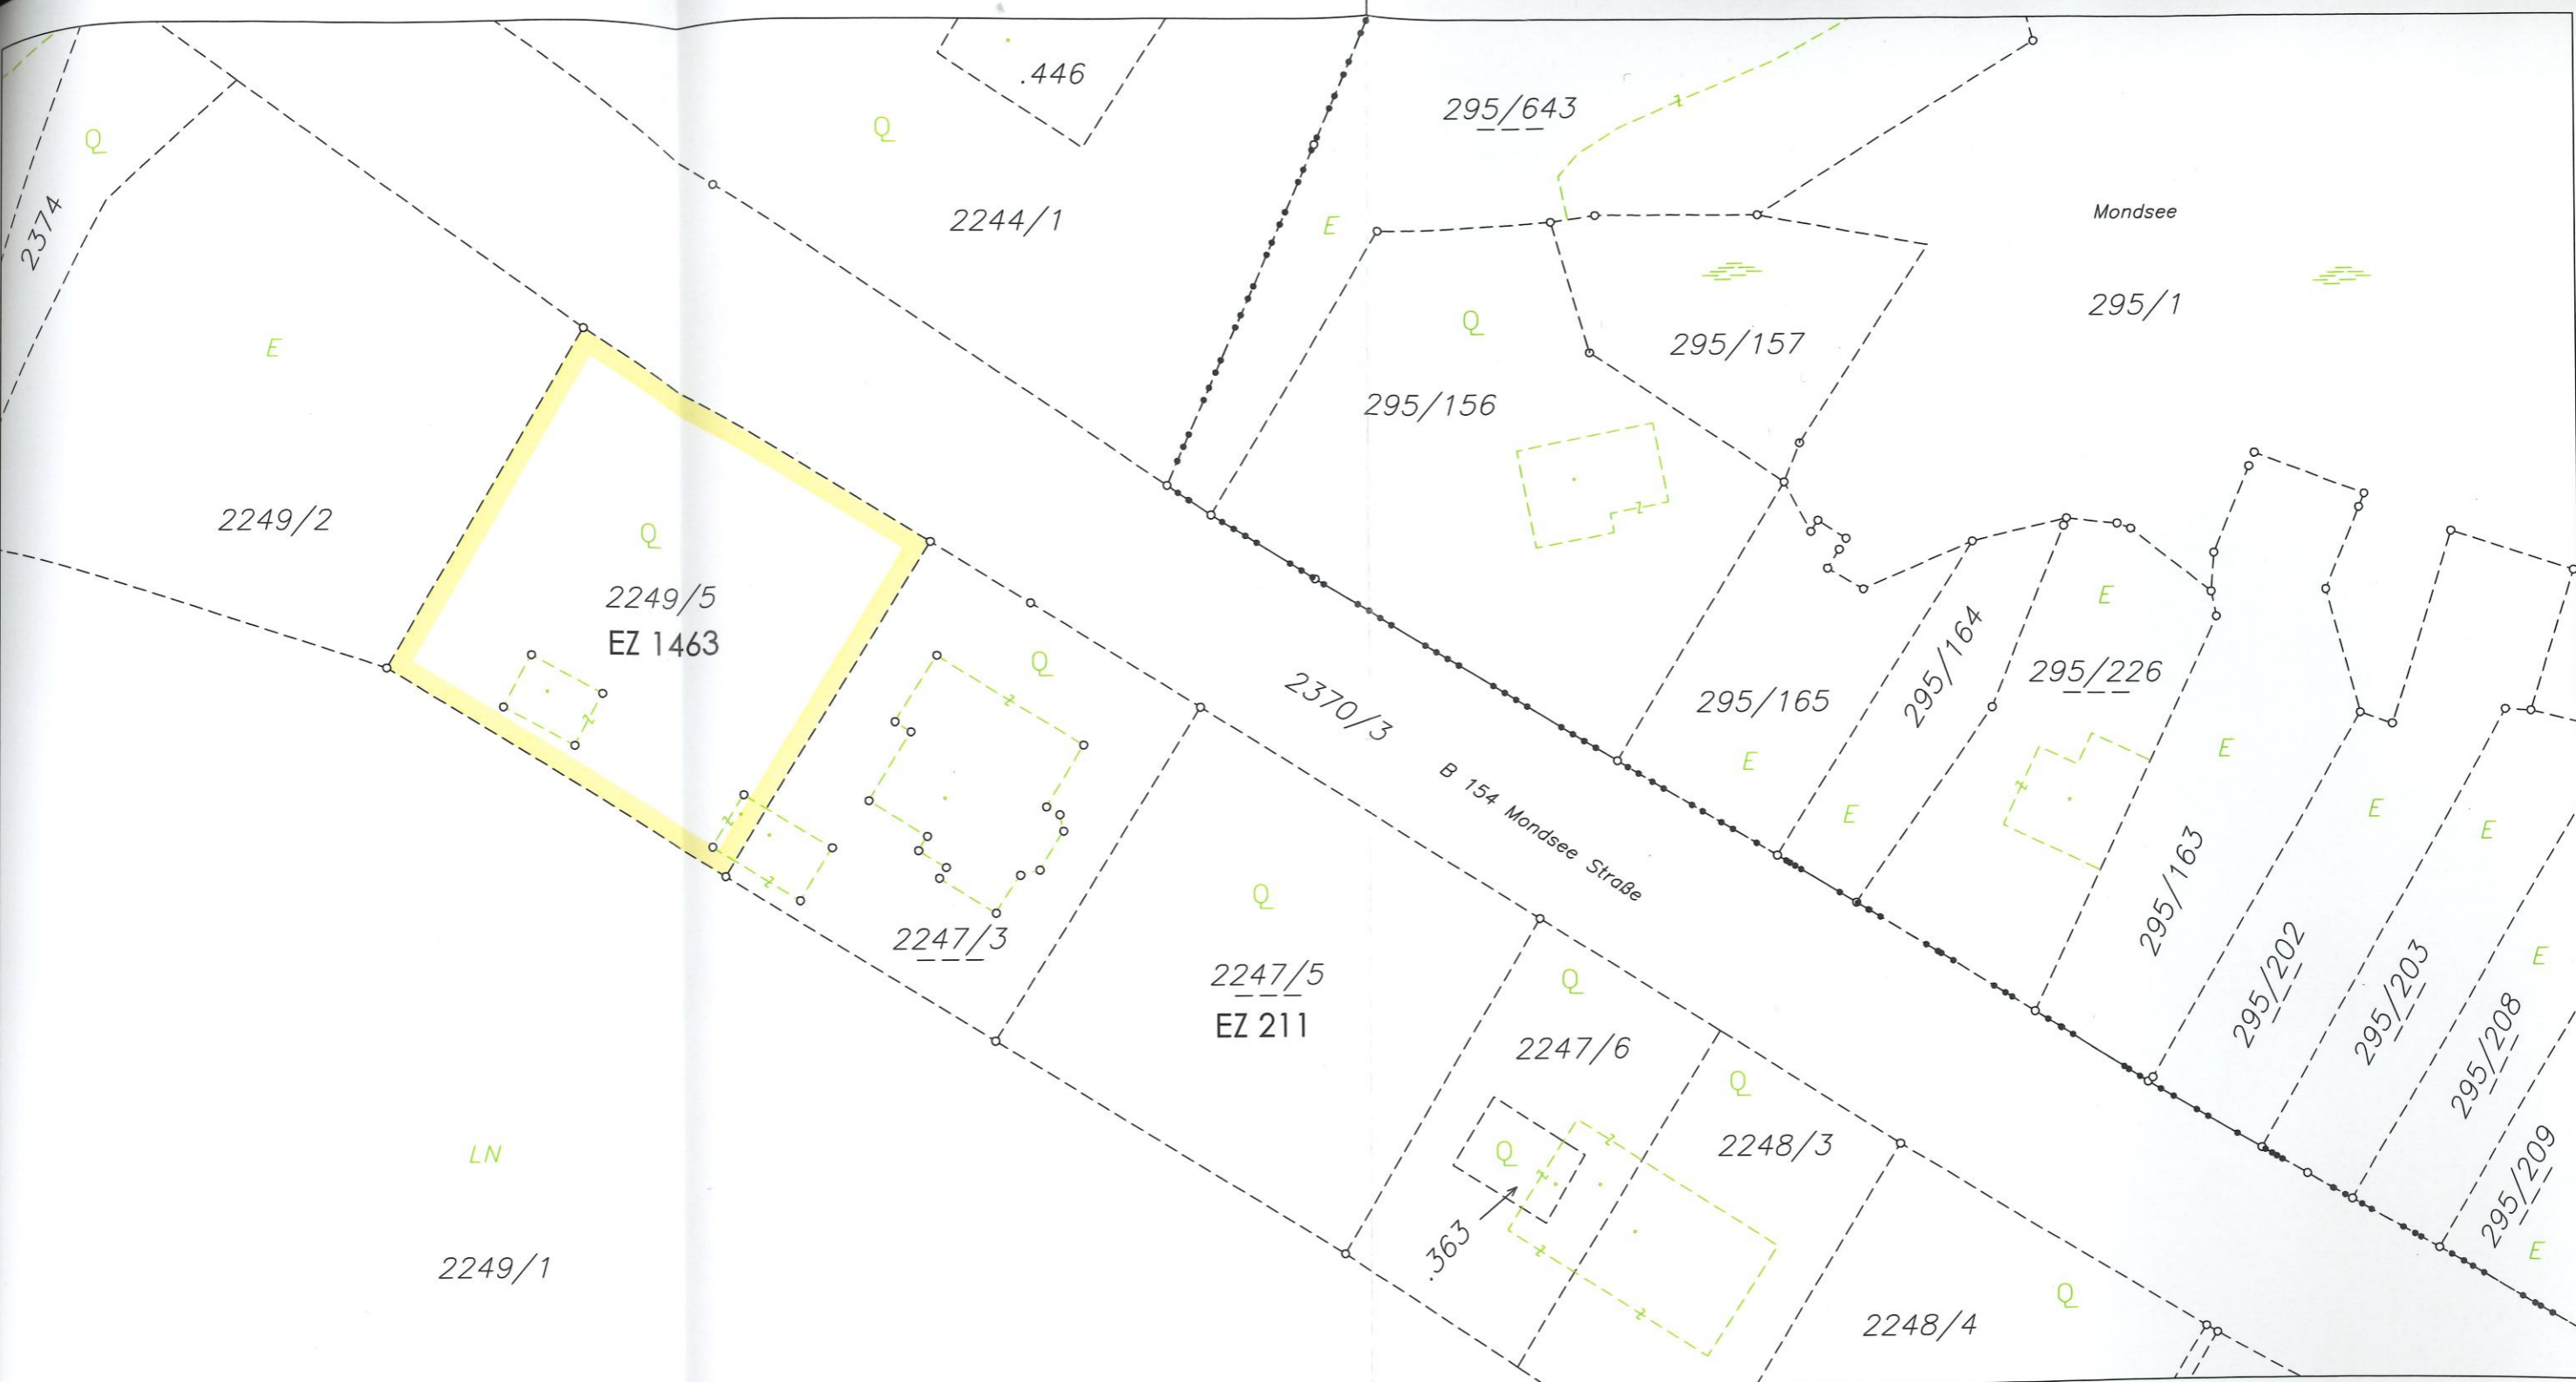 .446
295/643
Q
Q
2374
2244/1
E
Mondsee
295/1
Q
295/157
E
295/156
2249/2
Q
2249/5
EZ 1463
E
295/164
295/226
Q
295/165
2370/3
B 154 Mondsee Straße
E
E
E
295/163
E
E
Q
2247/3
2247/5
EZ 211
Q
2247/6
295/202
295/203
E
295/208
Q
2248/3
Q
.363
LN
2249/1
295/209
E
Q
2248/4